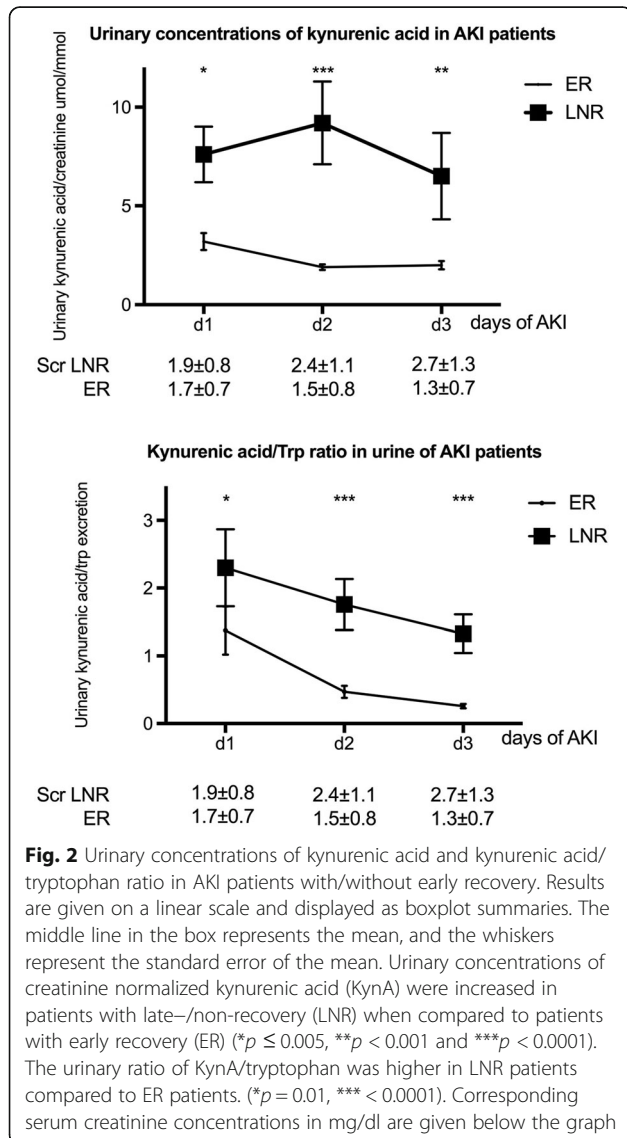 Urinary concentrations of kynurenic acid in AKI patients
* *** **
ER
LNR
Urinary kynurenic acid/creatinine umol/mmol
10
5
0
d1 d2 d3 days of AKI
Scr LNR 1.9±0.8 2.4±1.1 2.7±1.3
ER 1.7±0.7 1.5±0.8 1.3±0.7
Kynurenic acid/Trp ratio in urine of AKI patients
* *** ***
ER
LNR
Urinary kynurenic acid/trp excretion
3
2
1
0
d1 d2 d3 days of AKI
Scr LNR 1.9±0.8 2.4±1.1 2.7±1.3
ER 1.7±0.7 1.5±0.8 1.3±0.7
Fig. 2 Urinary concentrations of kynurenic acid and kynurenic acid/
tryptophan ratio in AKI patients with/without early recovery. Results
are given on a linear scale and displayed as boxplot summaries. The
middle line in the box represents the mean, and the whiskers
represent the standard error of the mean. Urinary concentrations of
creatinine normalized kynurenic acid (KynA) were increased in
patients with late–/non-recovery (LNR) when compared to patients
with early recovery (ER) (*p ≤ 0.005, **p < 0.001 and ***p < 0.0001).
The urinary ratio of KynA/tryptophan was higher in LNR patients
compared to ER patients. (*p = 0.01, *** < 0.0001). Corresponding
serum creatinine concentrations in mg/dl are given below the graph